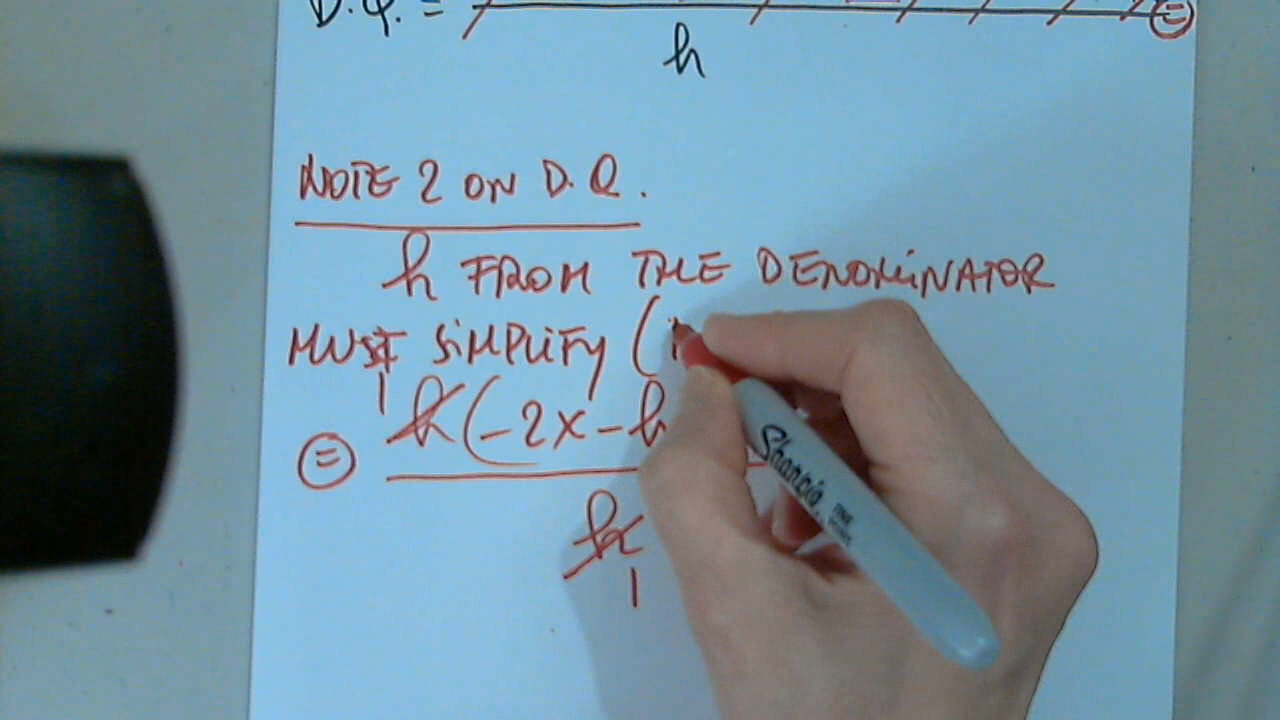 D.Q. =
h
NOTE 2 ON D.Q.
h FROM THE DENOMINATOR
MUST SIMPLIFY (
1
= h(-2x-h
h
1
Sharpie